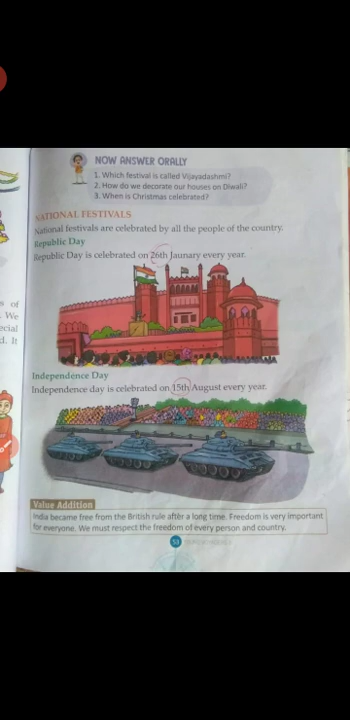 NOW ANSWER ORALLY
1. Which festival is called Vijayadashmi?
2. How do we decorate our houses on Diwali?
3. When is Christmas celebrated?
NATIONAL FESTIVALS
National festivals are celebrated by all the people of the country.
Republic Day
Republic Day is celebrated on 26th Jaunary every year.
s of
. We
ecial
d. It
Independence Day
Independence day is celebrated on 15th August every year.
Value Addition
India became free from the British rule after a long time. Freedom is very important
for everyone. We must respect the freedom of every person and country.
53